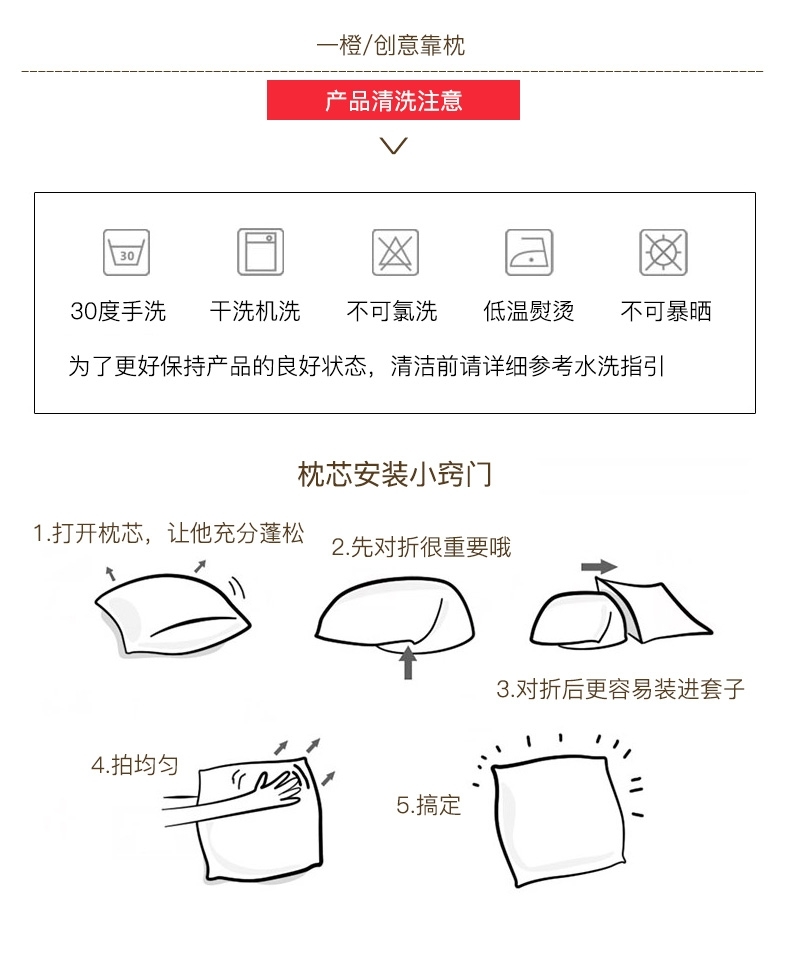 一橙/创意靠枕
产品清洗注意
30
30度手洗 干洗机洗 不可氯洗 低温熨烫 不可暴晒
为了更好保持产品的良好状态，清洁前请详细参考水洗指引
枕芯安装小窍门
1.打开枕芯，让他充分蓬松
2.先对折很重要哦
3.对折后更容易装进套子
4.拍均匀
5.搞定